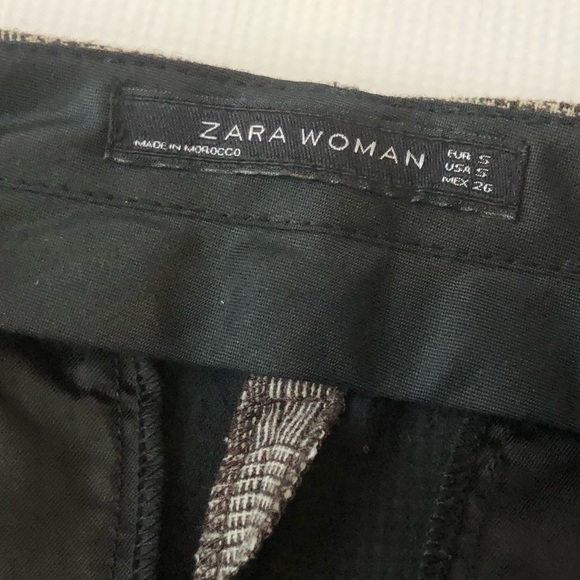 ZARA WOMAN
MADE IN MOROCCO
EUR S
USA S
MEX 26